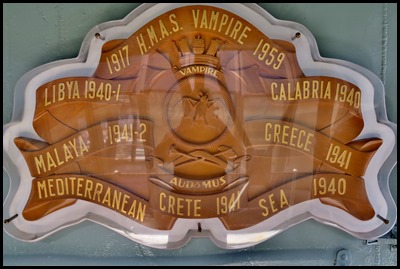 1917 H.M.A.S. VAMPIRE 1959
VAMPIRE
LIBYA 1940-1
CALABRIA 1940
MALAYA 1941-2
GREECE 1941
AUDAMUS
MEDITERRANEAN SEA 1940
CRETE 1941